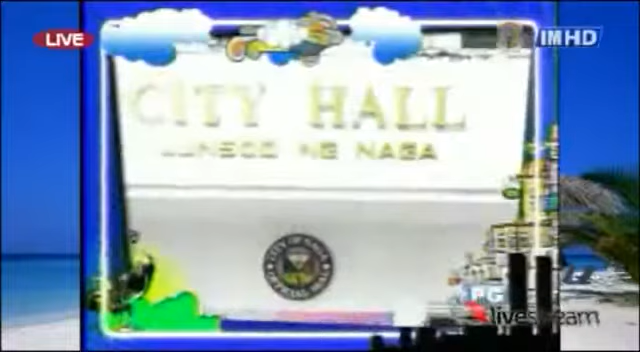 LIVE
IMHD
CITY HALL
NG NAGA
PG
livestream